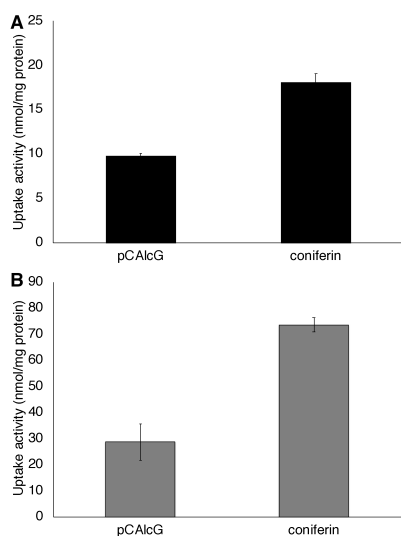 A
Uptake activity (nmol/mg protein)
25
20
15
10
5
0
pCAlcG coniferin
B
Uptake activity (nmol/mg protein)
90
80
70
60
50
40
30
20
10
0
pCAlcG coniferin